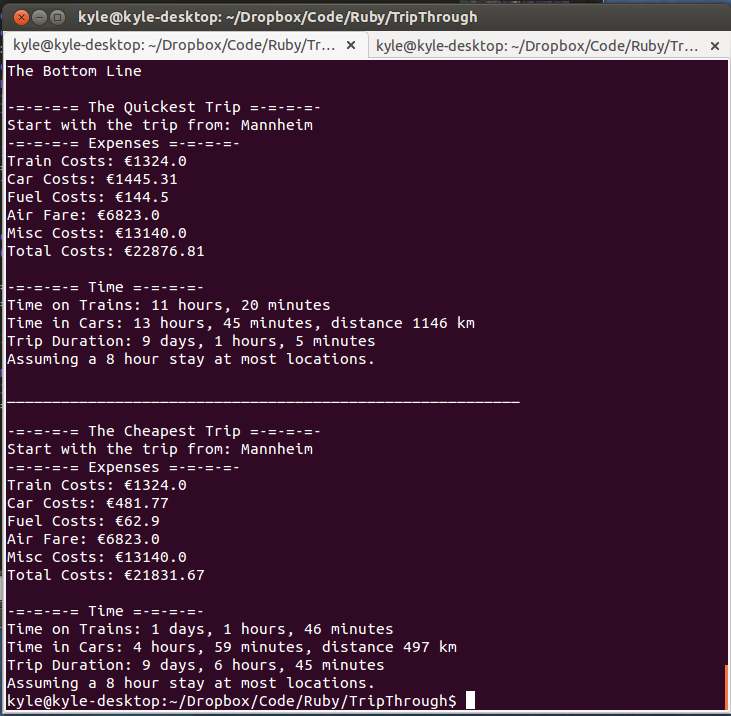 kyle@kyle-desktop: ~/Dropbox/Code/Ruby/TripThrough
kyle@kyle-desktop: ~/Dropbox/Code/Ruby/Tr... × kyle@kyle-desktop: ~/Dropbox/Code/Ruby/Tr... ×
The Bottom Line
-=-=-=-= The Quickest Trip =-=-=-=-
Start with the trip from: Mannheim
-=-=-=-= Expenses =-=-=-=-
Train Costs: €1324.0
Car Costs: €1445.31
Fuel Costs: €144.5
Air Fare: €6823.0
Misc Costs: €13140.0
Total Costs: €22876.81
-=-=-=-= Time =-=-=-=-
Time on Trains: 11 hours, 20 minutes
Time in Cars: 13 hours, 45 minutes, distance 1146 km
Trip Duration: 9 days, 1 hours, 5 minutes
Assuming a 8 hour stay at most locations.
_________________________________________________________
-=-=-=-= The Cheapest Trip =-=-=-=-
Start with the trip from: Mannheim
-=-=-=-= Expenses =-=-=-=-
Train Costs: €1324.0
Car Costs: €481.77
Fuel Costs: €62.9
Air Fare: €6823.0
Misc Costs: €13140.0
Total Costs: €21831.67
-=-=-=-= Time =-=-=-=-
Time on Trains: 1 days, 1 hours, 46 minutes
Time in Cars: 4 hours, 59 minutes, distance 497 km
Trip Duration: 9 days, 6 hours, 45 minutes
Assuming a 8 hour stay at most locations.
kyle@kyle-desktop:~/Dropbox/Code/Ruby/TripThrough$